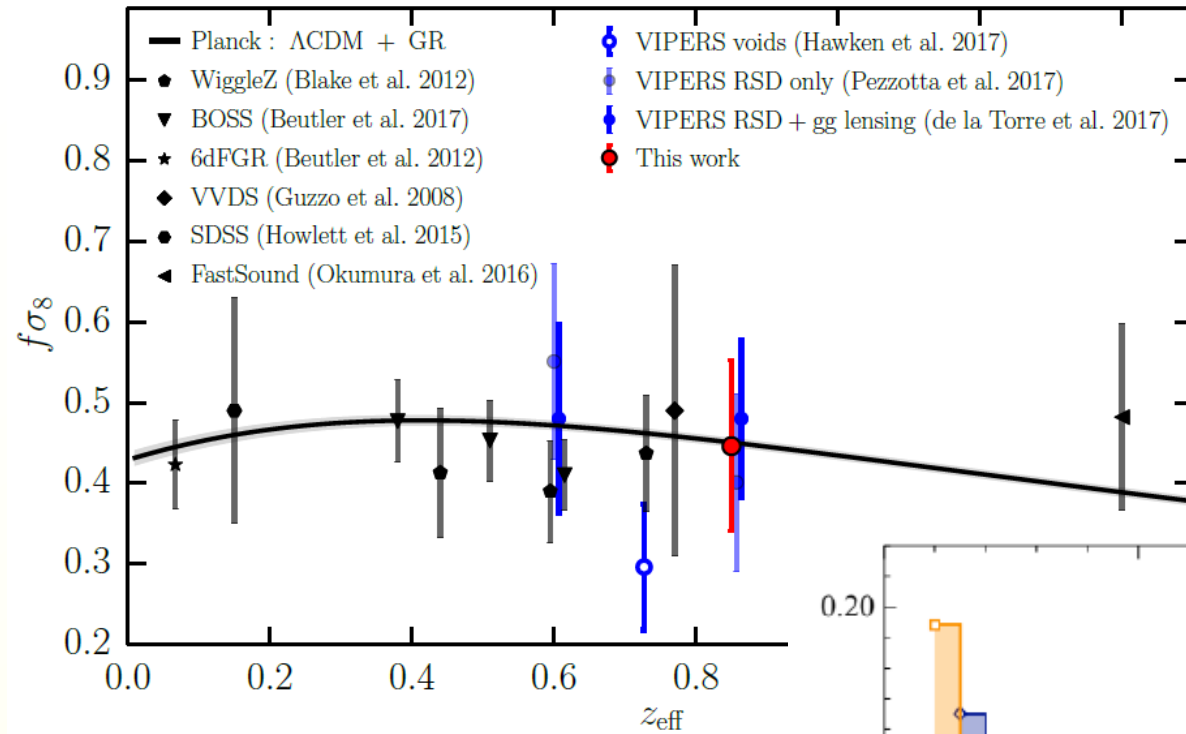 Planck : ΛCDM + GR
WiggleZ (Blake et al. 2012)
BOSS (Beutler et al. 2017)
6dFGR (Beutler et al. 2012)
VVDS (Guzzo et al. 2008)
SDSS (Howlett et al. 2015)
FastSound (Okumura et al. 2016)
VIPERS voids (Hawken et al. 2017)
VIPERS RSD only (Pezzotta et al. 2017)
VIPERS RSD + gg lensing (de la Torre et al. 2017)
This work
fσ₈
0.9
0.8
0.7
0.6
0.5
0.4
0.3
0.2
0.0 0.2 0.4 0.6 0.8
z_eff
0.20